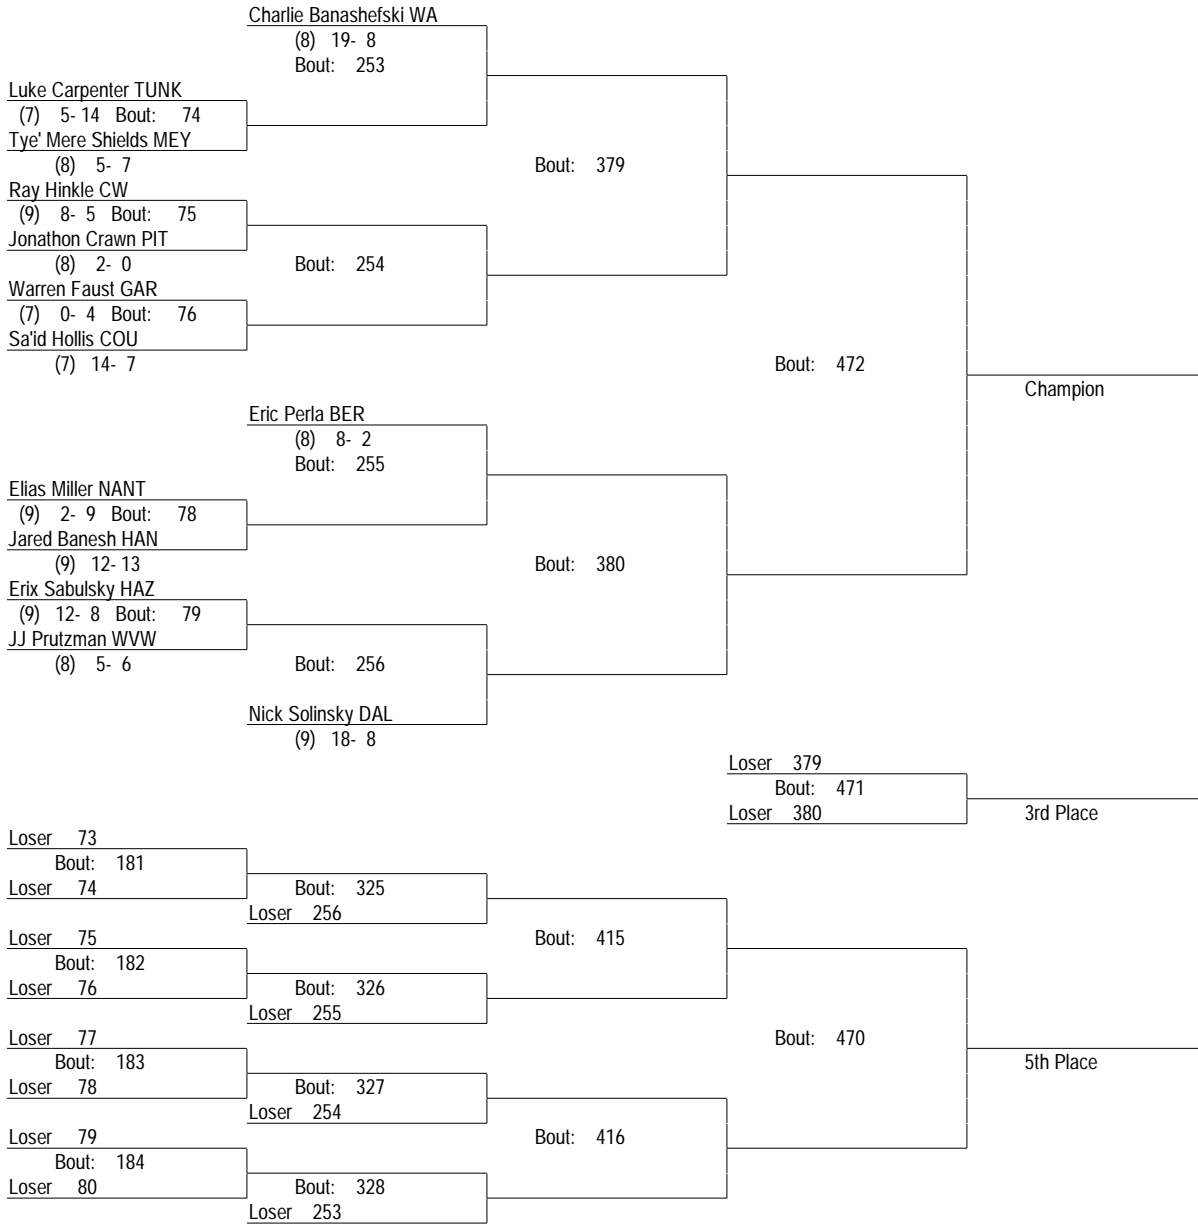 Charlie Banashefski WA
(8) 19- 8
Bout: 253
Luke Carpenter TUNK
(7) 5- 14 Bout: 74
Tye' Mere Shields MEY
(8) 5- 7
Bout: 379
Ray Hinkle CW
(9) 8- 5 Bout: 75
Jonathon Crawn PIT
(8) 2- 0
Bout: 254
Warren Faust GAR
(7) 0- 4 Bout: 76
Sa'id Hollis COU
(7) 14- 7
Bout: 472
Champion
Eric Perla BER
(8) 8- 2
Bout: 255
Elias Miller NANT
(9) 2- 9 Bout: 78
Jared Banesh HAN
(9) 12- 13
Bout: 380
Erix Sabulsky HAZ
(9) 12- 8 Bout: 79
JJ Prutzman WVW
(8) 5- 6
Bout: 256
Nick Solinsky DAL
(9) 18- 8
Loser 379
Bout: 471
Loser 380
3rd Place
Loser 73
Bout: 181
Loser 74
Bout: 325
Loser 256
Loser 75
Bout: 415
Bout: 182
Loser 76
Bout: 326
Loser 255
Loser 77
Bout: 470
Bout: 183
5th Place
Loser 78
Bout: 327
Loser 254
Loser 79
Bout: 416
Bout: 184
Loser 80
Bout: 328
Loser 253